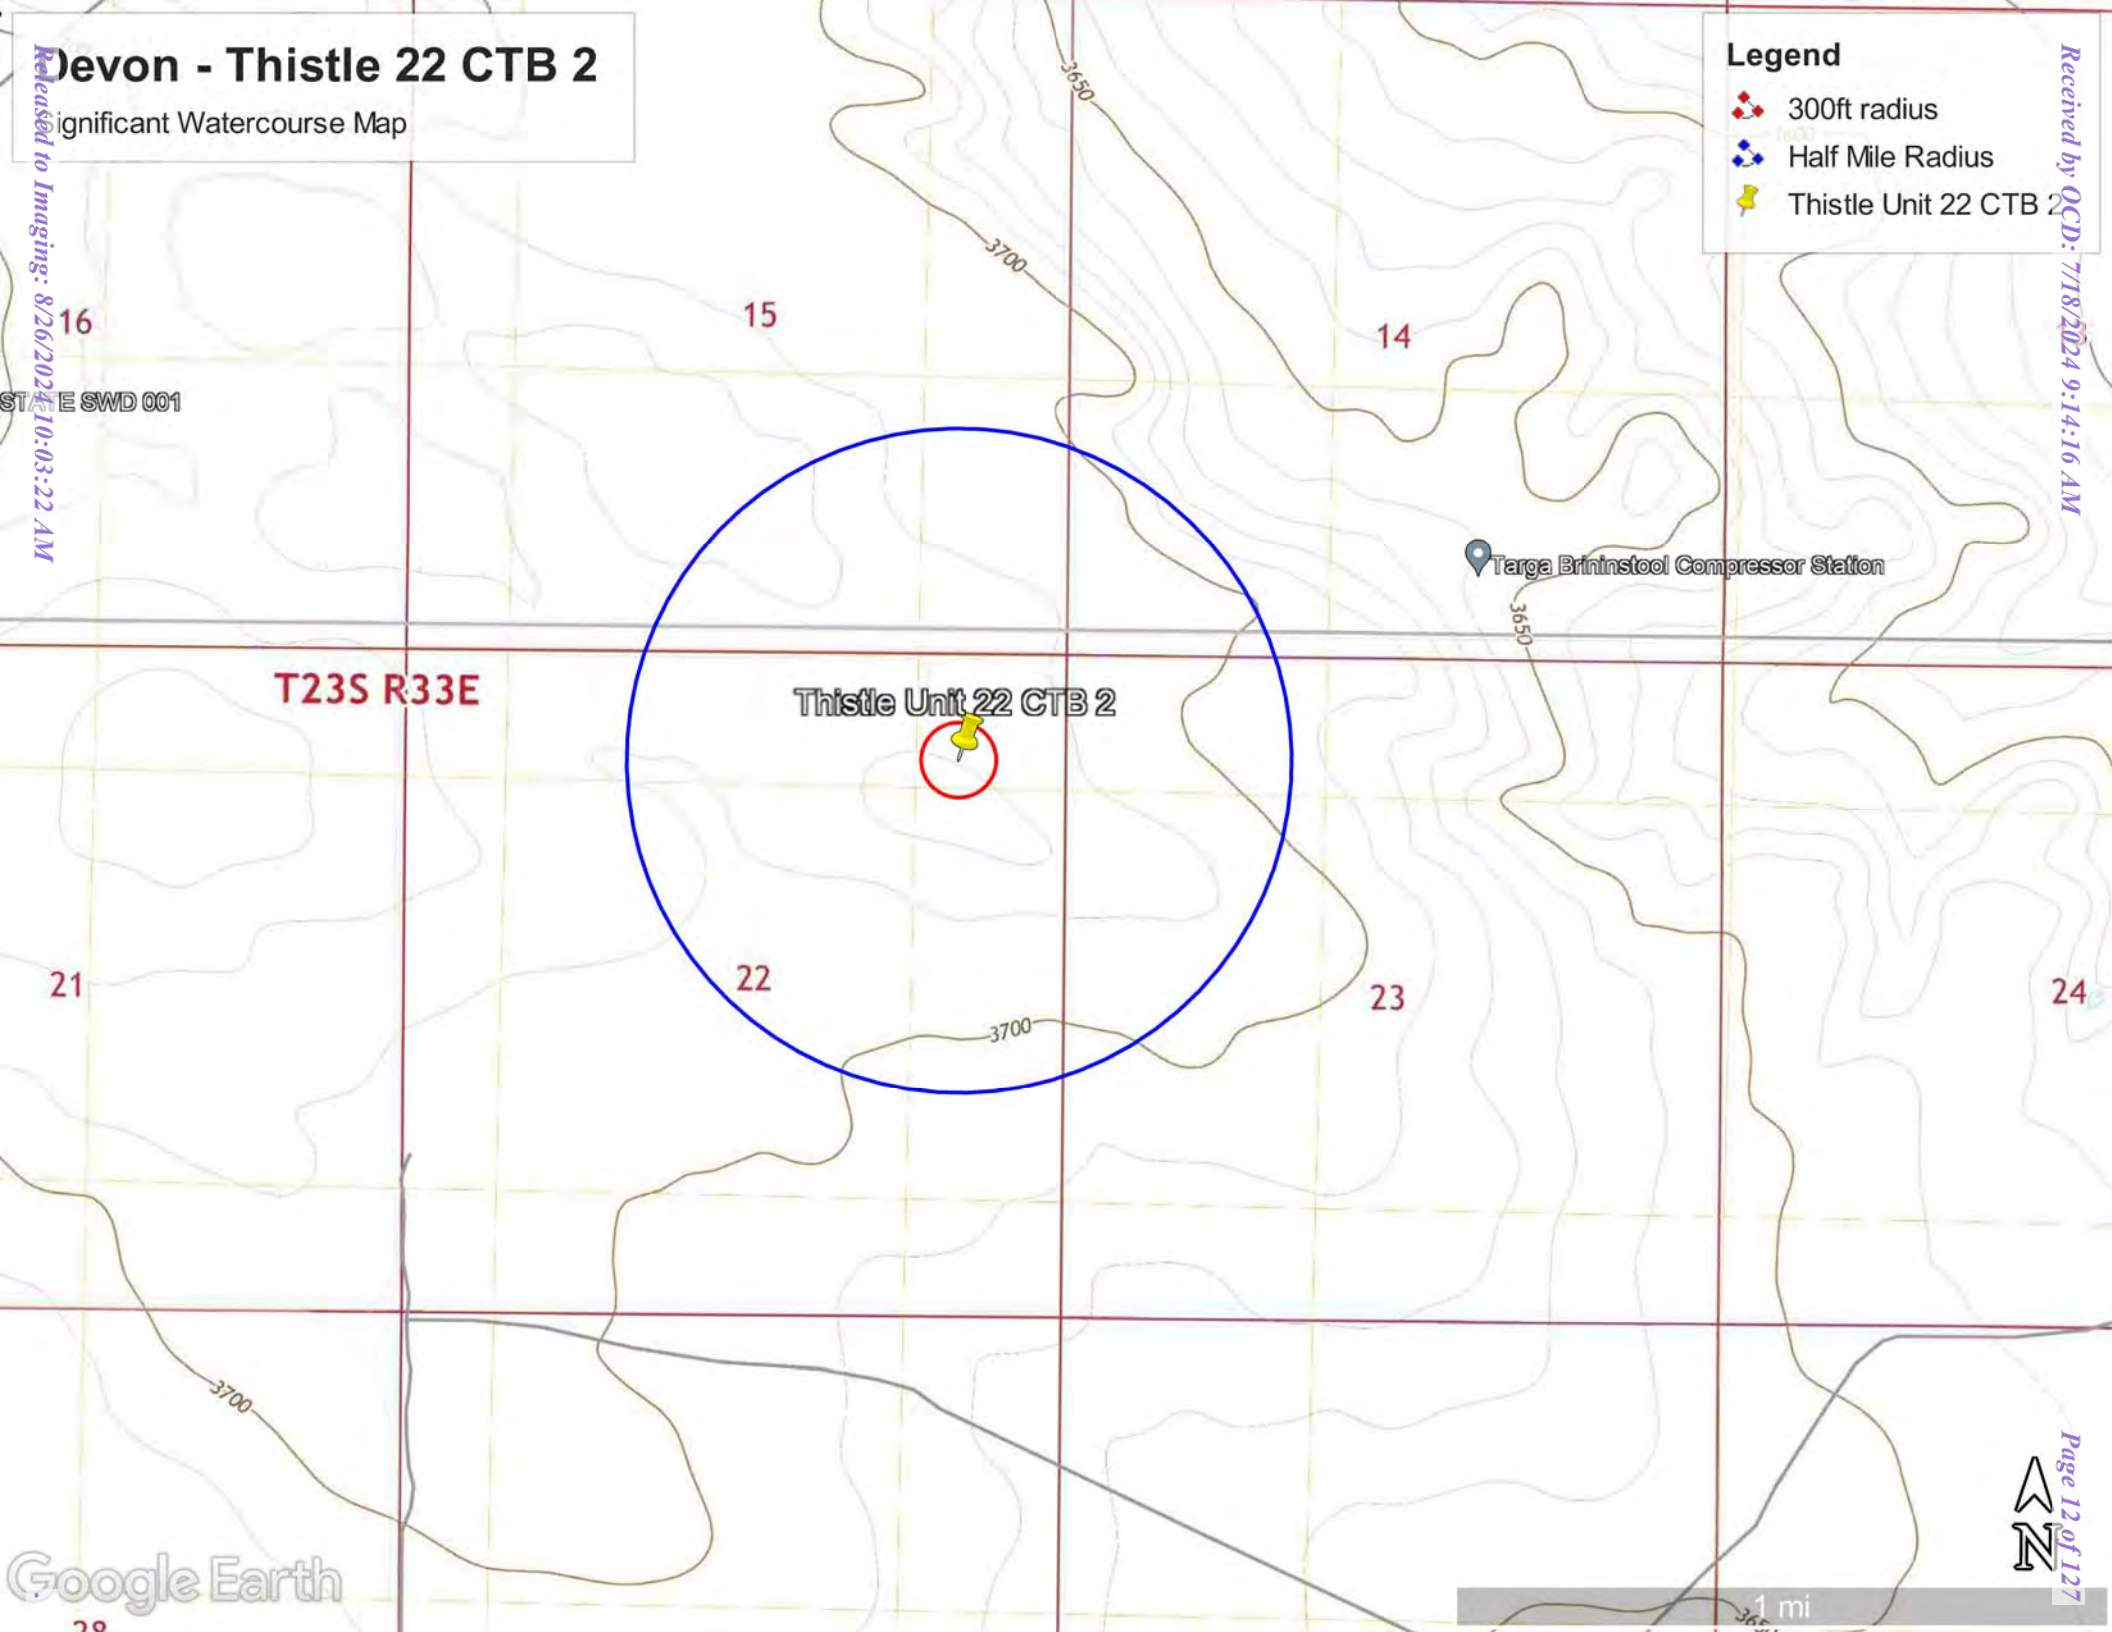 Devon - Thistle 22 CTB 2
Significant Watercourse Map
Legend
300ft radius
Half Mile Radius
Thistle Unit 22 CTB 2
Released to Imaging: 8/26/2024 10:03:22 AM
Received by OCD: 7/18/2024 9:14:16 AM
3650
3700
16
15
14
STATE SWD 001
Targa Brininstool Compressor Station
3650
T23S R33E
Thistle Unit 22 CTB 2
21
22
23
24
3700
3700
Page 12 of 127
N
Google Earth
1 mi
28